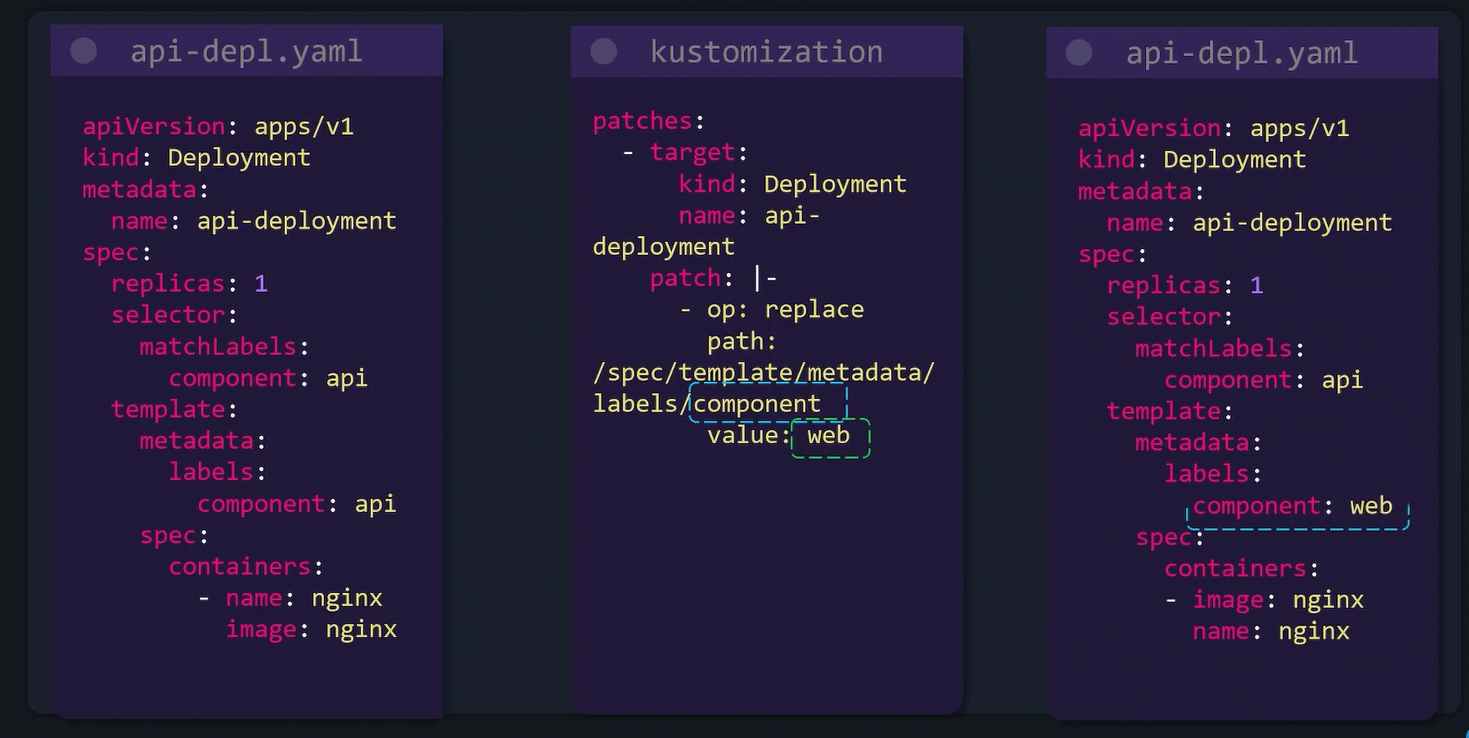 api-depl.yaml
apiVersion: apps/v1
kind: Deployment
metadata:
  name: api-deployment
spec:
  replicas: 1
  selector:
    matchLabels:
      component: api
  template:
    metadata:
      labels:
        component: api
    spec:
      containers:
        - name: nginx
          image: nginx
kustomization
patches:
  - target:
      kind: Deployment
      name: api-
deployment
    patch: |-
      - op: replace
        path:
/spec/template/metadata/
labels/component
        value: web
api-depl.yaml
apiVersion: apps/v1
kind: Deployment
metadata:
  name: api-deployment
spec:
  replicas: 1
  selector:
    matchLabels:
      component: api
  template:
    metadata:
      labels:
        component: web
    spec:
      containers:
      - image: nginx
        name: nginx